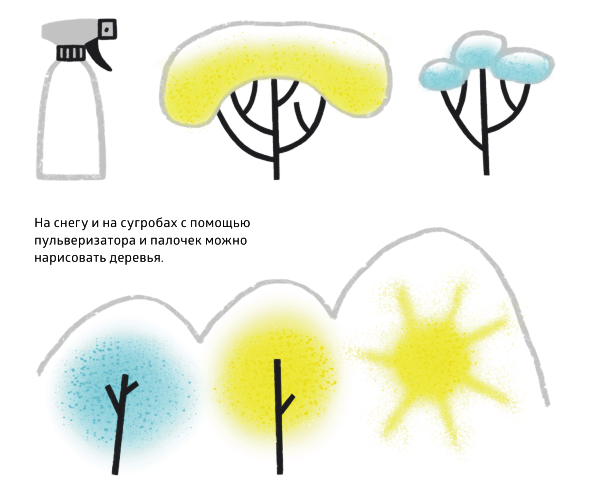 На снегу и на сугробах с помощью
пульверизатора и палочек можно
нарисовать деревья.